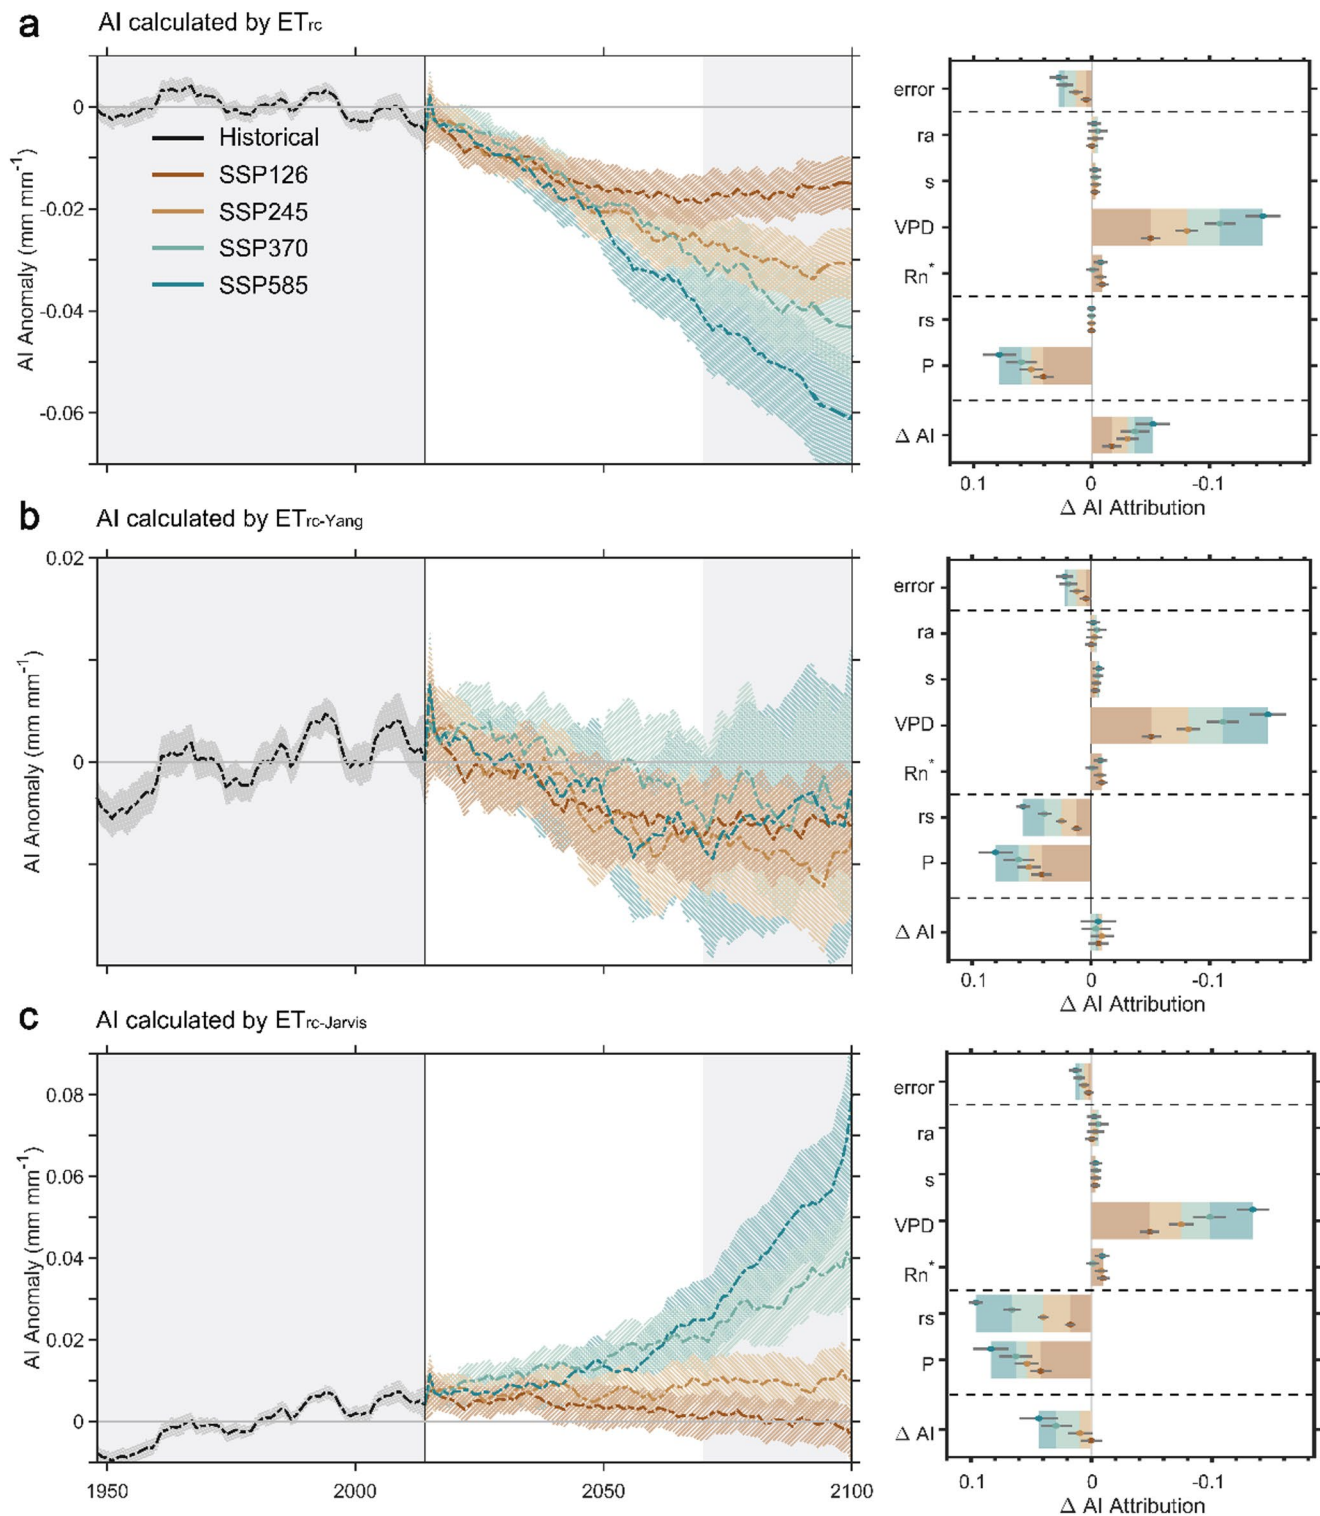 a AI calculated by ETrc
AI Anomaly (mm mm-1)
0
-0.02
-0.04
-0.06
Historical
SSP126
SSP245
SSP370
SSP585
error
ra
s
VPD
Rn*
rs
P
Δ AI
0.1 0 -0.1
Δ AI Attribution
b AI calculated by ETrc-Yang
AI Anomaly (mm mm-1)
0.02
0
error
ra
s
VPD
Rn*
rs
P
Δ AI
0.1 0 -0.1
Δ AI Attribution
c AI calculated by ETrc-Jarvis
AI Anomaly (mm mm-1)
0.08
0.06
0.04
0.02
0
1950 2000 2050 2100
error
ra
s
VPD
Rn*
rs
P
Δ AI
0.1 0 -0.1
Δ AI Attribution